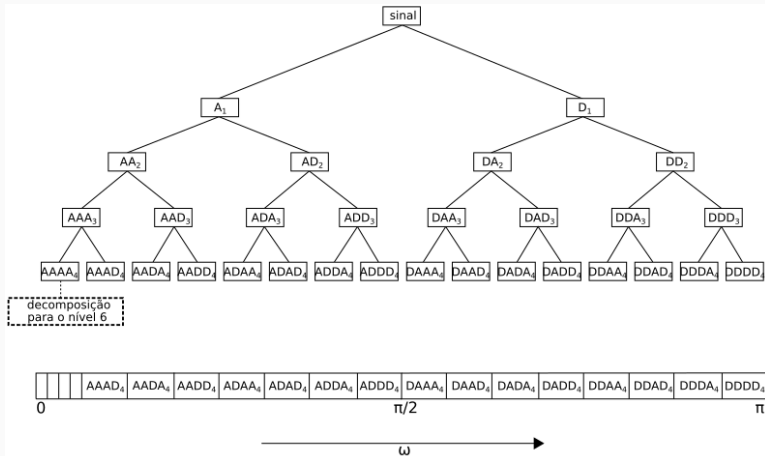 sinal
A₁ D₁
AA₂ AD₂ DA₂ DD₂
AAA₃ AAD₃ ADA₃ ADD₃ DAA₃ DAD₃ DDA₃ DDD₃
AAAA₄ AAAD₄ AADA₄ AADD₄ ADAA₄ ADAD₄ ADDA₄ ADDD₄ DAAA₄ DAAD₄ DADA₄ DADD₄ DDAA₄ DDAD₄ DDDA₄ DDDD₄
decomposição
para o nível 6
AAAD₄ AADA₄ AADD₄ ADAA₄ ADAD₄ ADDA₄ ADDD₄ DAAA₄ DAAD₄ DADA₄ DADD₄ DDAA₄ DDAD₄ DDDA₄ DDDD₄
0 π/2 π
ω